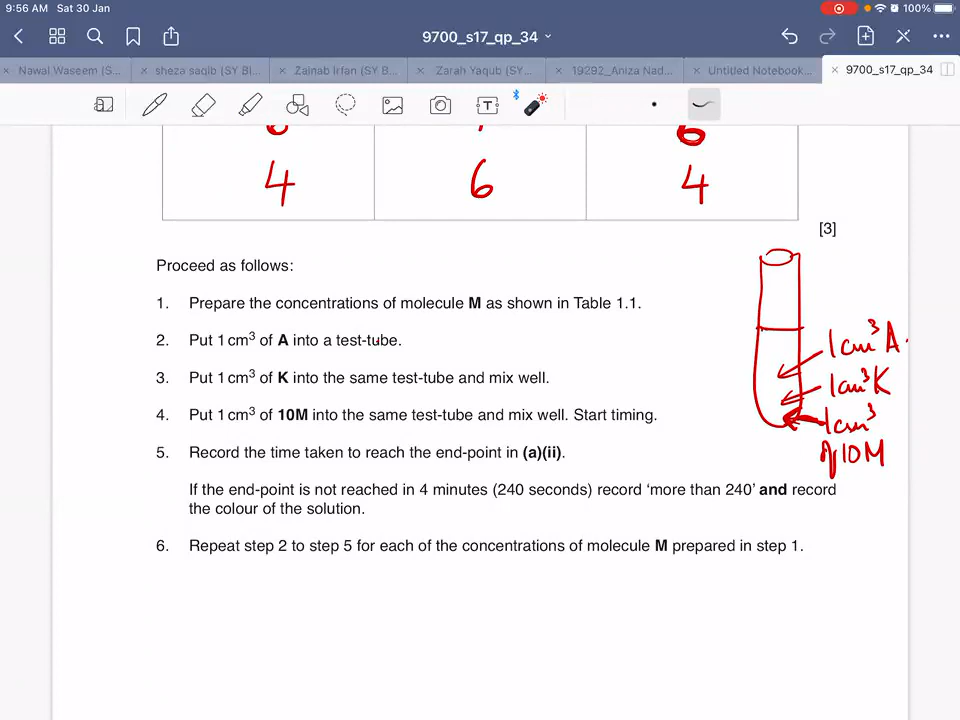 9:56 AM Sat 30 Jan
100%
9700_s17_qp_34
Nawal Waseem (S...
sheza saqib (SY Bl...
Zainab Irfan (SY B...
Zarah Yaqub (SY...
19292_Aniza Nad...
Untitled Notebook...
9700_s17_qp_34
4 6 4
[3]
Proceed as follows:
1. Prepare the concentrations of molecule M as shown in Table 1.1.
2. Put 1 cm³ of A into a test-tube.
3. Put 1 cm³ of K into the same test-tube and mix well.
4. Put 1 cm³ of 10M into the same test-tube and mix well. Start timing.
5. Record the time taken to reach the end-point in (a)(ii).
If the end-point is not reached in 4 minutes (240 seconds) record ‘more than 240’ and record
the colour of the solution.
6. Repeat step 2 to step 5 for each of the concentrations of molecule M prepared in step 1.
1cm³ A
1cm³ K
1cm³
of 10M